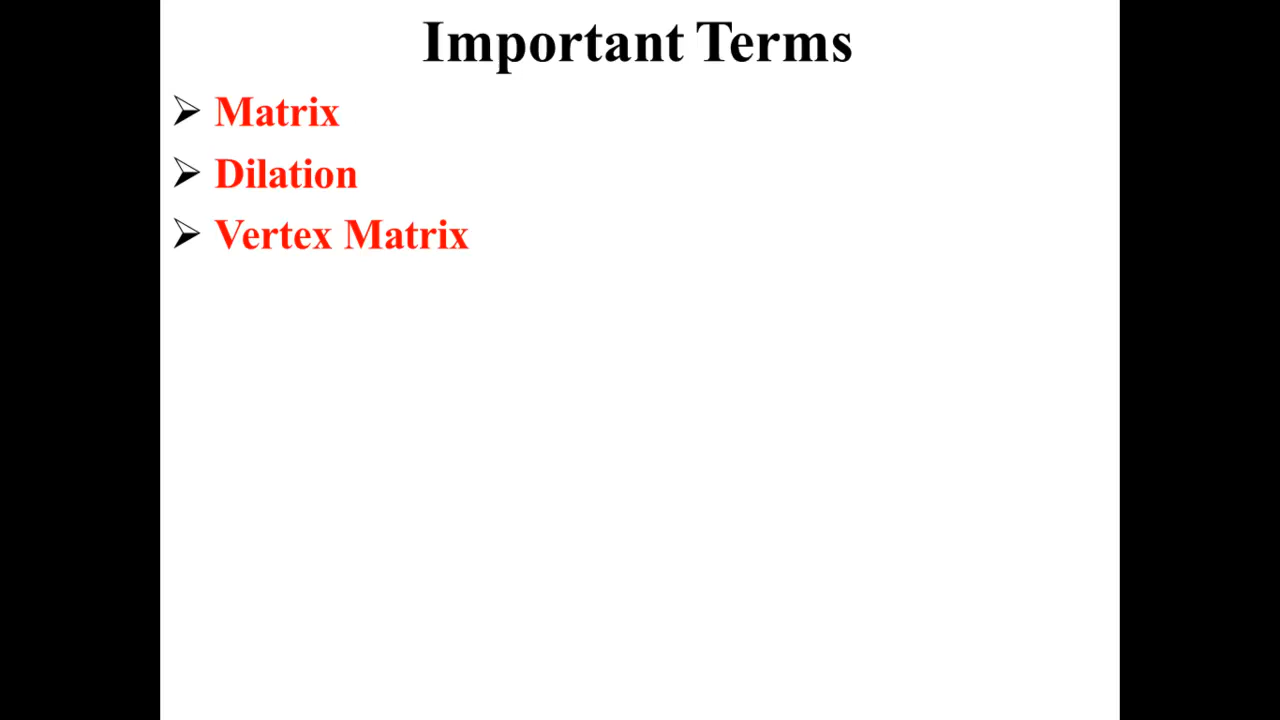 Important Terms
➢ Matrix
➢ Dilation
➢ Vertex Matrix